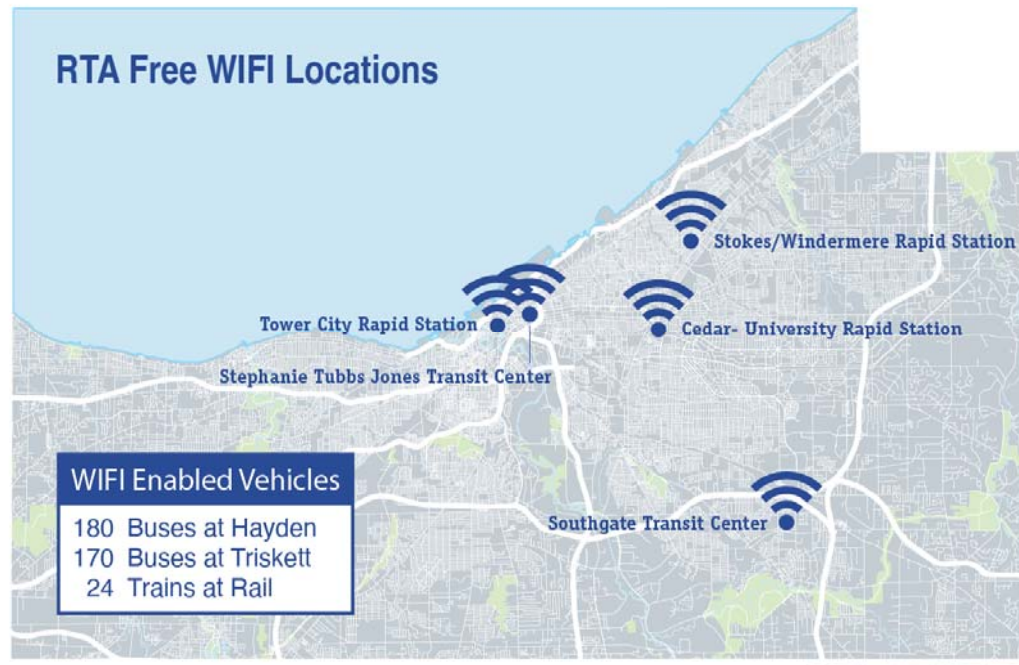 RTA Free WIFI Locations
Stokes/Windermere Rapid Station
Tower City Rapid Station
Cedar- University Rapid Station
Stephanie Tubbs Jones Transit Center
WIFI Enabled Vehicles
180 Buses at Hayden
170 Buses at Triskett
24 Trains at Rail
Southgate Transit Center